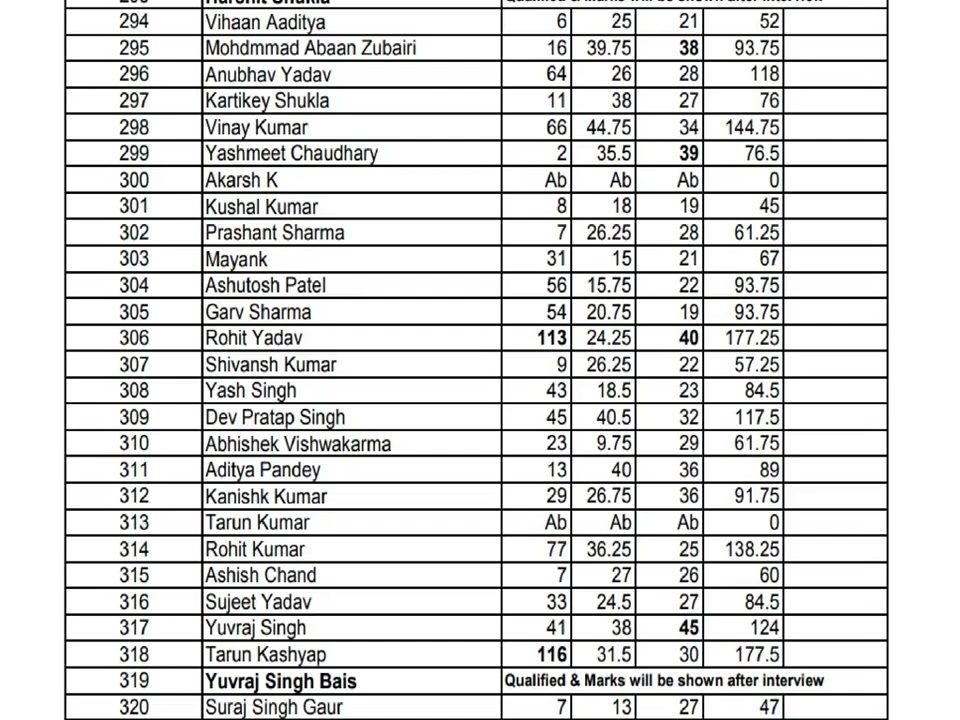 293 Harshit Shukla Qualified & Marks will be shown after interview
294 Vihaan Aaditya 6 25 21 52
295 Mohdmmad Abaan Zubairi 16 39.75 38 93.75
296 Anubhav Yadav 64 26 28 118
297 Kartikey Shukla 11 38 27 76
298 Vinay Kumar 66 44.75 34 144.75
299 Yashmeet Chaudhary 2 35.5 39 76.5
300 Akarsh K Ab Ab Ab 0
301 Kushal Kumar 8 18 19 45
302 Prashant Sharma 7 26.25 28 61.25
303 Mayank 31 15 21 67
304 Ashutosh Patel 56 15.75 22 93.75
305 Garv Sharma 54 20.75 19 93.75
306 Rohit Yadav 113 24.25 40 177.25
307 Shivansh Kumar 9 26.25 22 57.25
308 Yash Singh 43 18.5 23 84.5
309 Dev Pratap Singh 45 40.5 32 117.5
310 Abhishek Vishwakarma 23 9.75 29 61.75
311 Aditya Pandey 13 40 36 89
312 Kanishk Kumar 29 26.75 36 91.75
313 Tarun Kumar Ab Ab Ab 0
314 Rohit Kumar 77 36.25 25 138.25
315 Ashish Chand 7 27 26 60
316 Sujeet Yadav 33 24.5 27 84.5
317 Yuvraj Singh 41 38 45 124
318 Tarun Kashyap 116 31.5 30 177.5
319 Yuvraj Singh Bais Qualified & Marks will be shown after interview
320 Suraj Singh Gaur 7 13 27 47